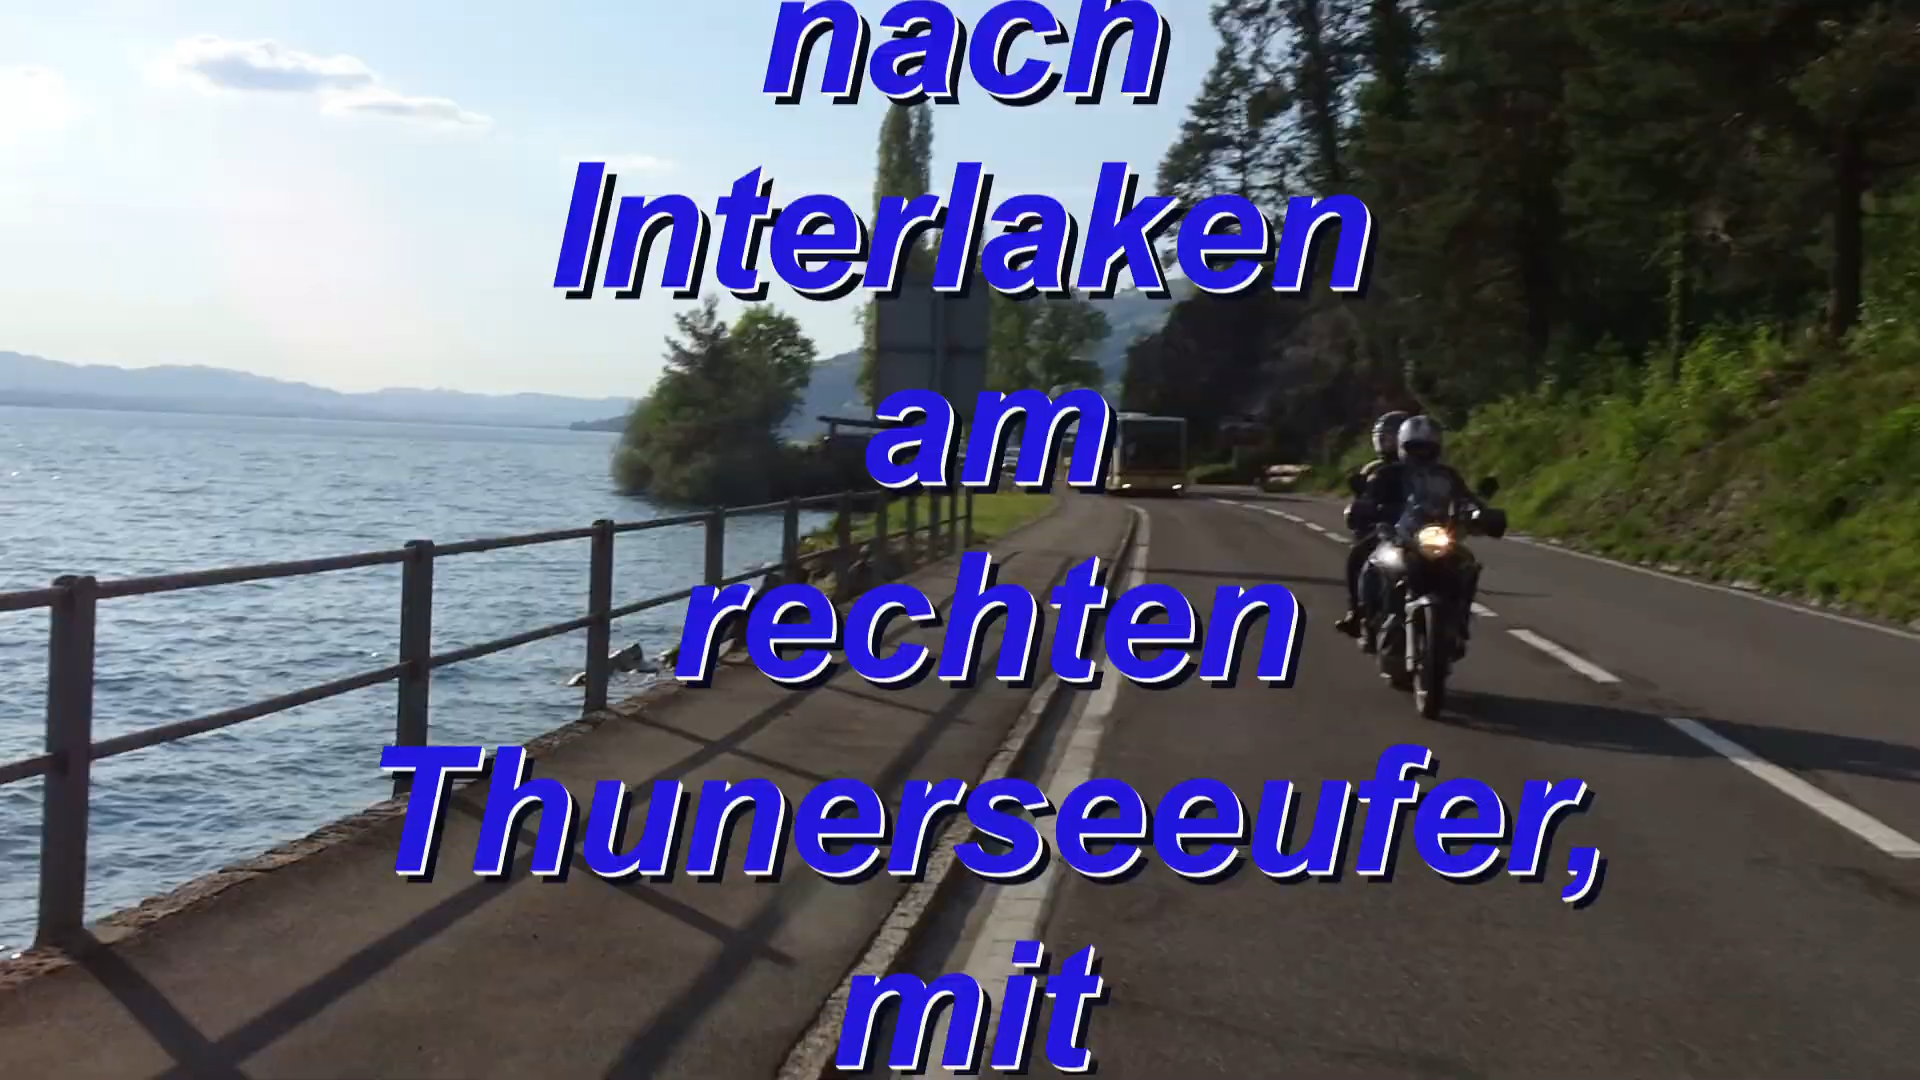 nach
Interlaken
am
rechten
Thunerseeufer,
mit